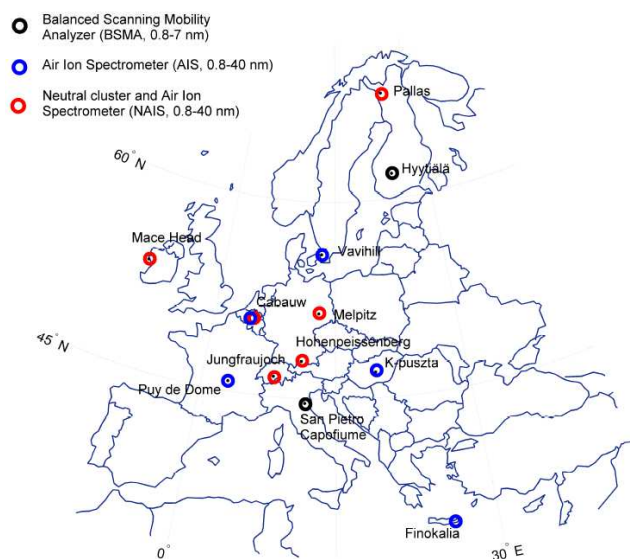 Balanced Scanning Mobility
Analyzer (BSMA, 0.8-7 nm)
Air Ion Spectrometer (AIS, 0.8-40 nm)
Neutral cluster and Air Ion
Spectrometer (NAIS, 0.8-40 nm)
Pallas
60° N
Hyytiälä
Mace Head
Vavihill
Cabauw
Melpitz
45° N
Hohenpeissenberg
Jungfraujoch
K-puszta
Puy de Dome
San Pietro
Capofiume
Finokalia
0°
30° E